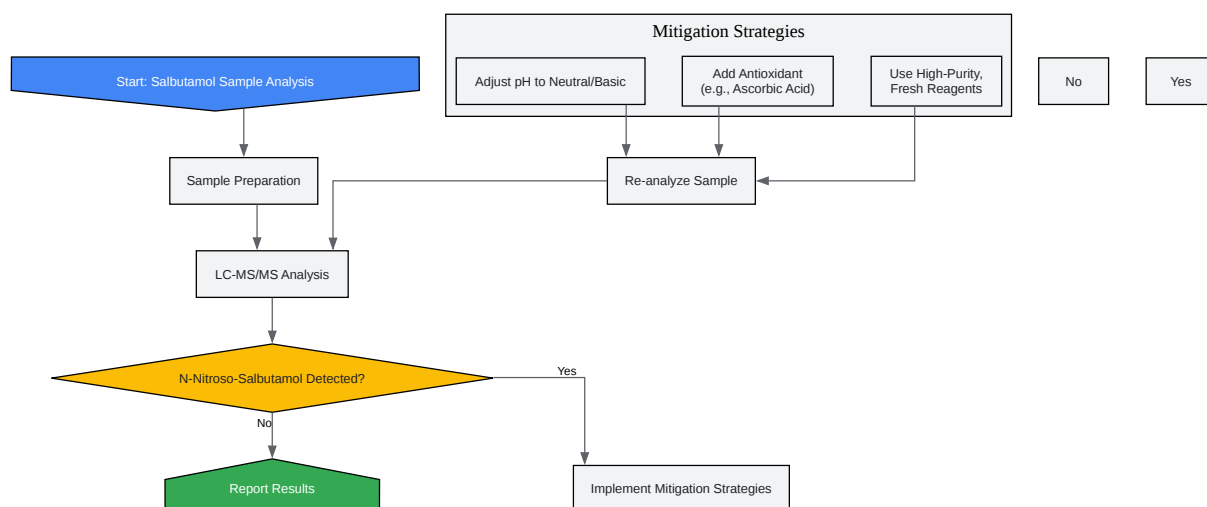 Mitigation Strategies
Start: Salbutamol Sample Analysis
Adjust pH to Neutral/Basic
Add Antioxidant
(e.g., Ascorbic Acid)
Use High-Purity,
Fresh Reagents
No
Yes
Sample Preparation
Re-analyze Sample
LC-MS/MS Analysis
N-Nitroso-Salbutamol Detected?
Yes
No
Report Results
Implement Mitigation Strategies